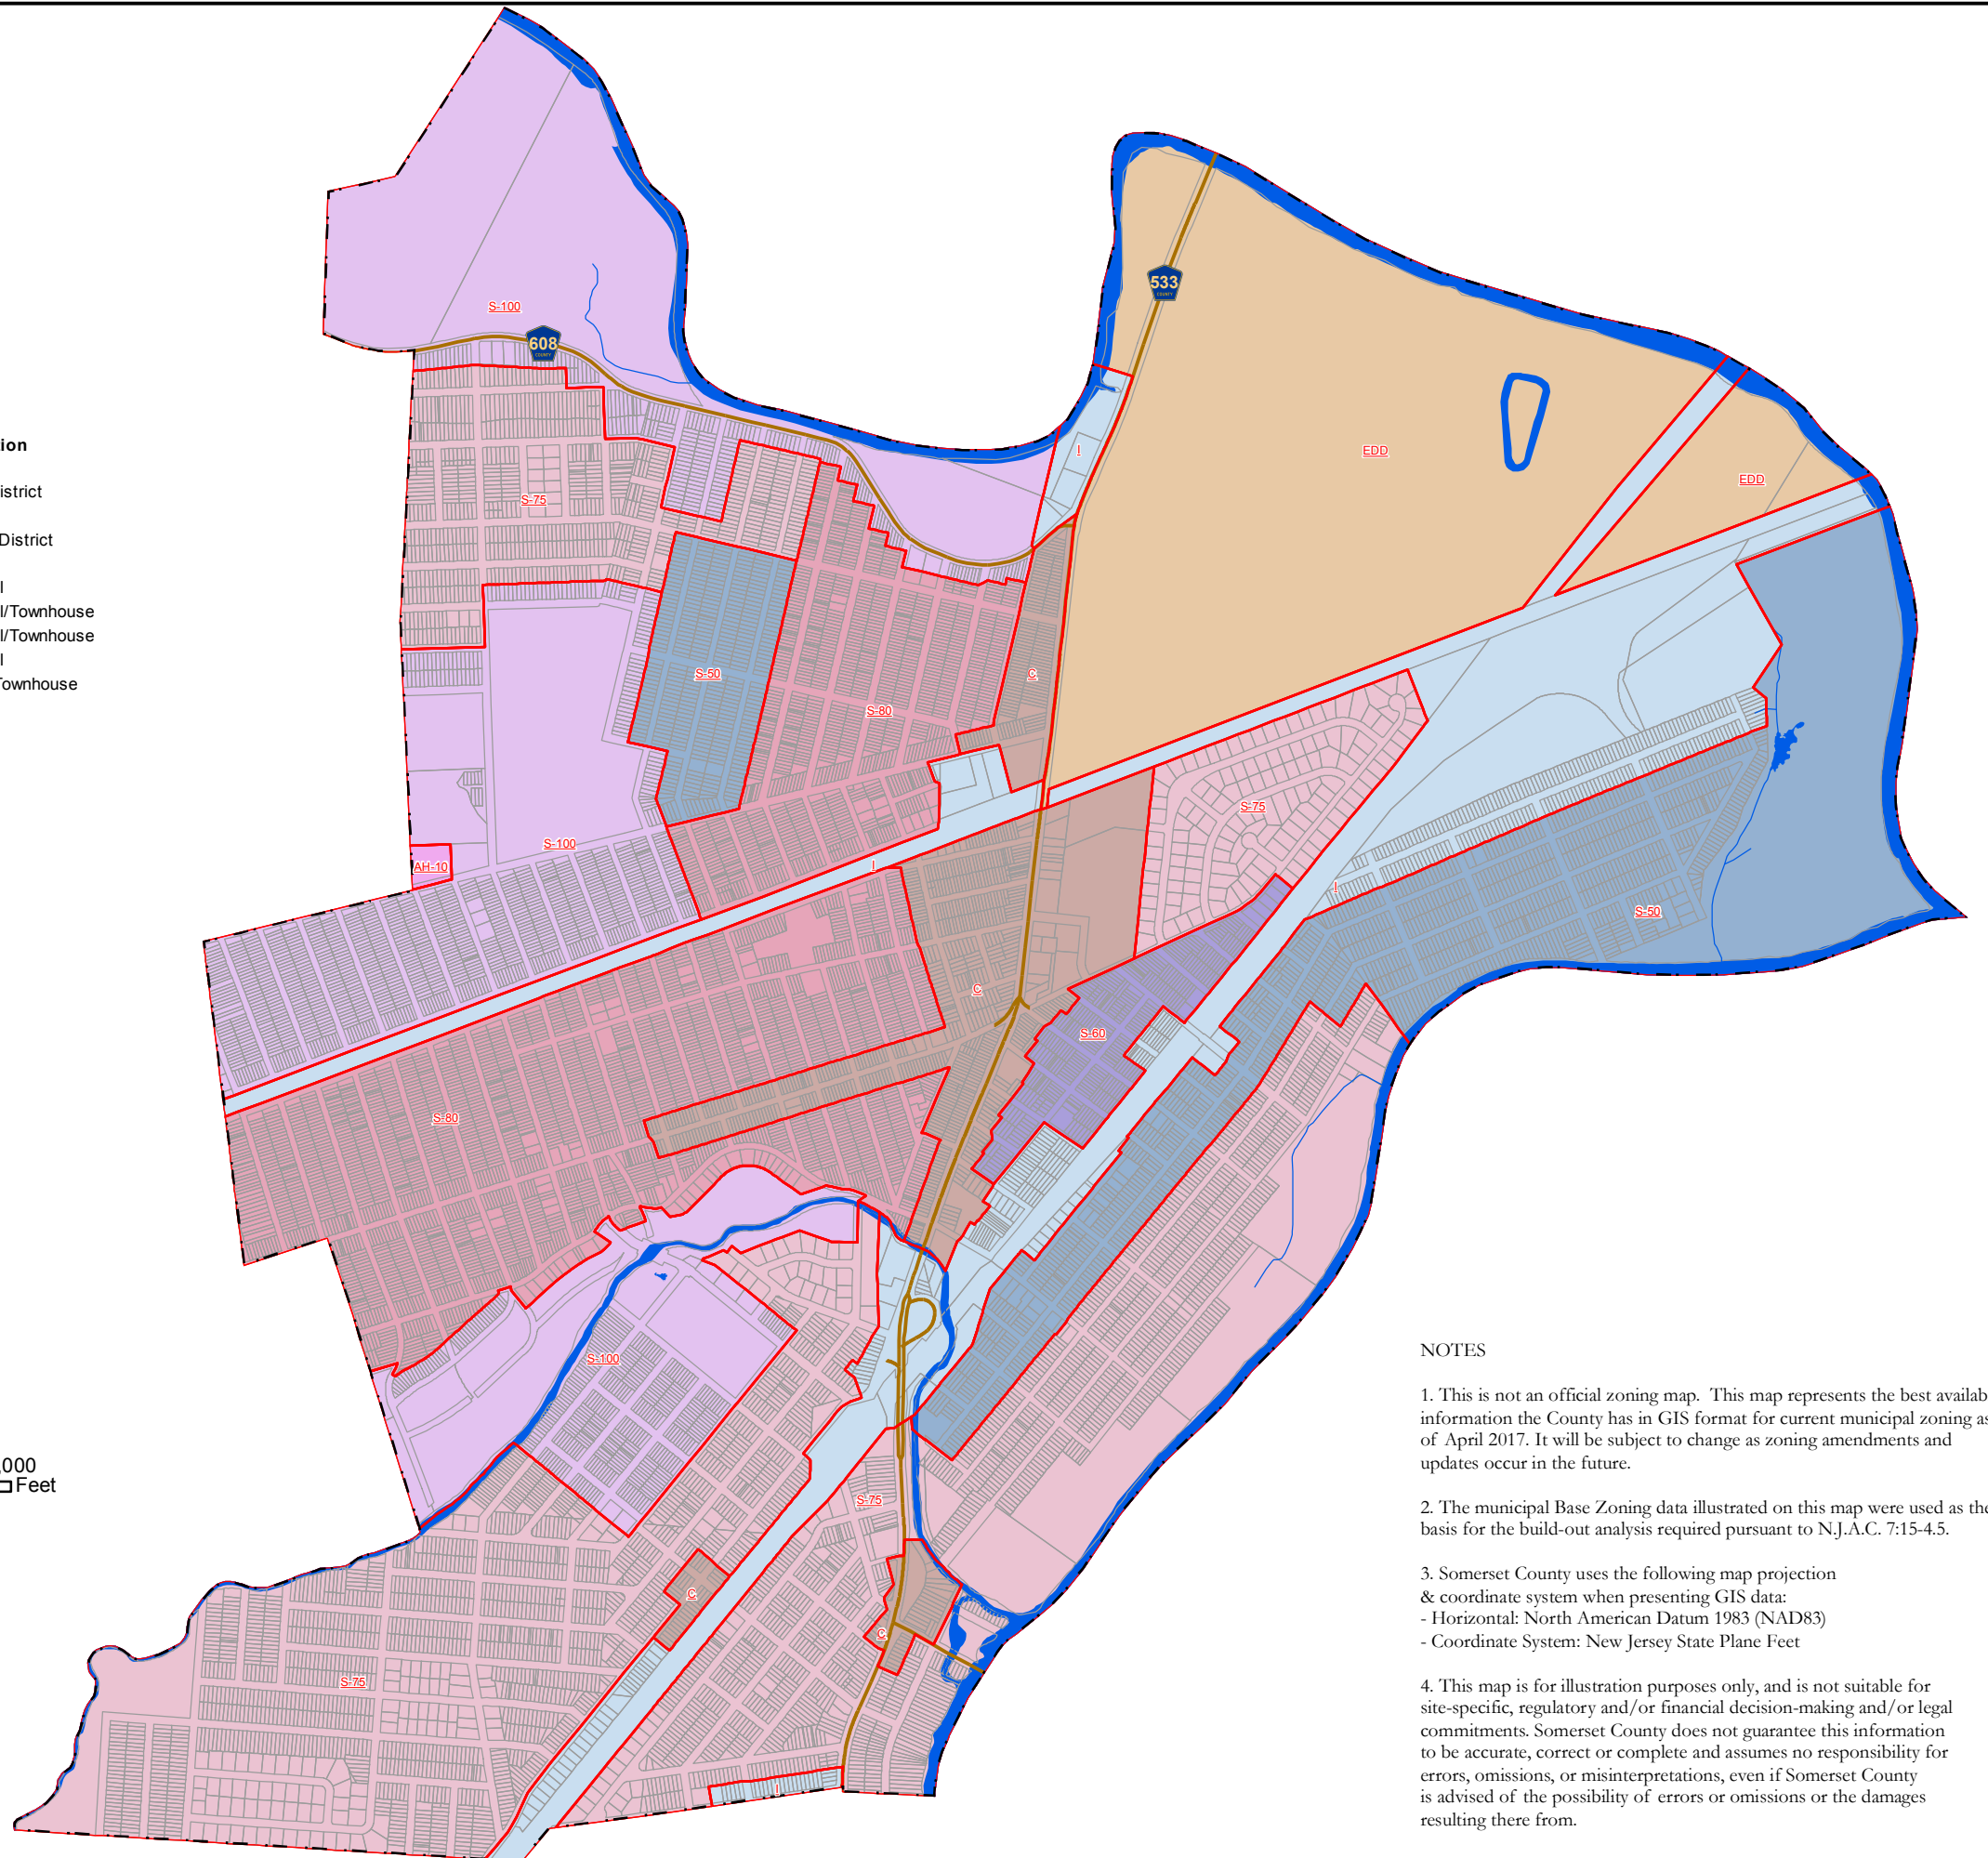 S-100
608
COUNTY
533
COUNTY
I
EDD
EDD
S-75
S-50
C
S-80
S-75
S-100
AH-10
I
I
S-50
C
S-60
S-80
S-100
S-75
C
C
S-75
I
tion
istrict
District
l
l/Townhouse
l/Townhouse
l
Townhouse
,000
Feet
NOTES
1. This is not an official zoning map. This map represents the best availab
information the County has in GIS format for current municipal zoning as
of April 2017. It will be subject to change as zoning amendments and
updates occur in the future.
2. The municipal Base Zoning data illustrated on this map were used as the
basis for the build-out analysis required pursuant to N.J.A.C. 7:15-4.5.
3. Somerset County uses the following map projection
& coordinate system when presenting GIS data:
- Horizontal: North American Datum 1983 (NAD83)
- Coordinate System: New Jersey State Plane Feet
4. This map is for illustration purposes only, and is not suitable for
site-specific, regulatory and/or financial decision-making and/or legal
commitments. Somerset County does not guarantee this information
to be accurate, correct or complete and assumes no responsibility for
errors, omissions, or misinterpretations, even if Somerset County
is advised of the possibility of errors or omissions or the damages
resulting there from.